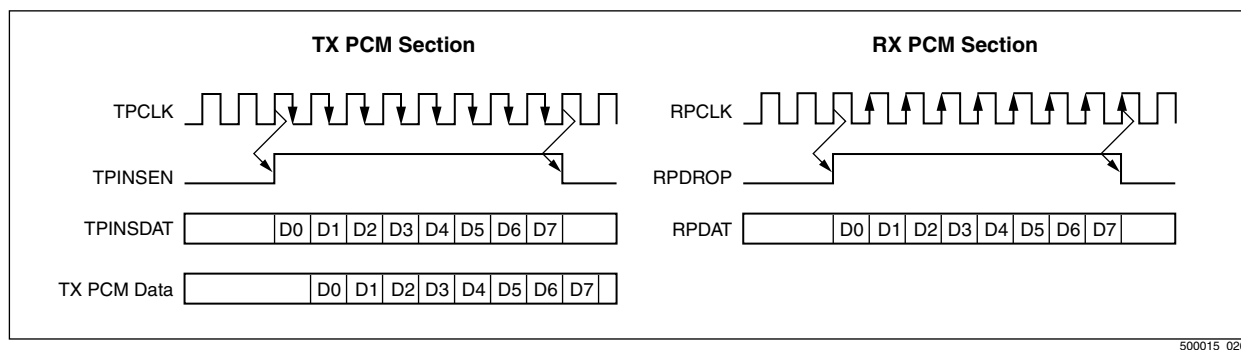 TX PCM Section
TPCLK
TPINSEN
TPINSDAT D0 D1 D2 D3 D4 D5 D6 D7
TX PCM Data D0 D1 D2 D3 D4 D5 D6 D7
RX PCM Section
RPCLK
RPDROP
RPDAT D0 D1 D2 D3 D4 D5 D6 D7